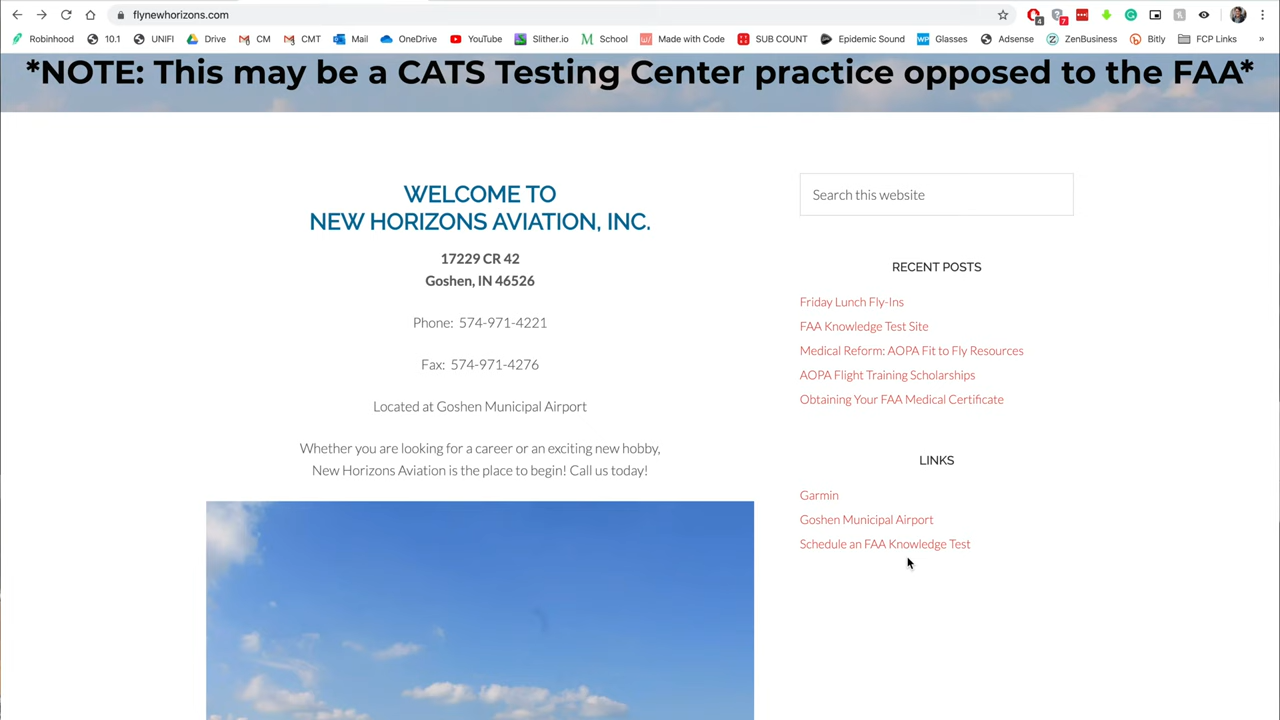 flynewhorizons.com
4
7
Robinhood
10.1
UNIFI
Drive
CM
CMT
Mail
OneDrive
YouTube
Slither.io
School
Made with Code
SUB COUNT
Epidemic Sound
WP Glasses
Adsense
ZenBusiness
Bitly
FCP Links
»
*NOTE: This may be a CATS Testing Center practice opposed to the FAA*
WELCOME TO
NEW HORIZONS AVIATION, INC.
17229 CR 42
Goshen, IN 46526
Phone: 574-971-4221
Fax: 574-971-4276
Located at Goshen Municipal Airport
Whether you are looking for a career or an exciting new hobby,
New Horizons Aviation is the place to begin! Call us today!
Search this website
RECENT POSTS
Friday Lunch Fly-Ins
FAA Knowledge Test Site
Medical Reform: AOPA Fit to Fly Resources
AOPA Flight Training Scholarships
Obtaining Your FAA Medical Certificate
LINKS
Garmin
Goshen Municipal Airport
Schedule an FAA Knowledge Test